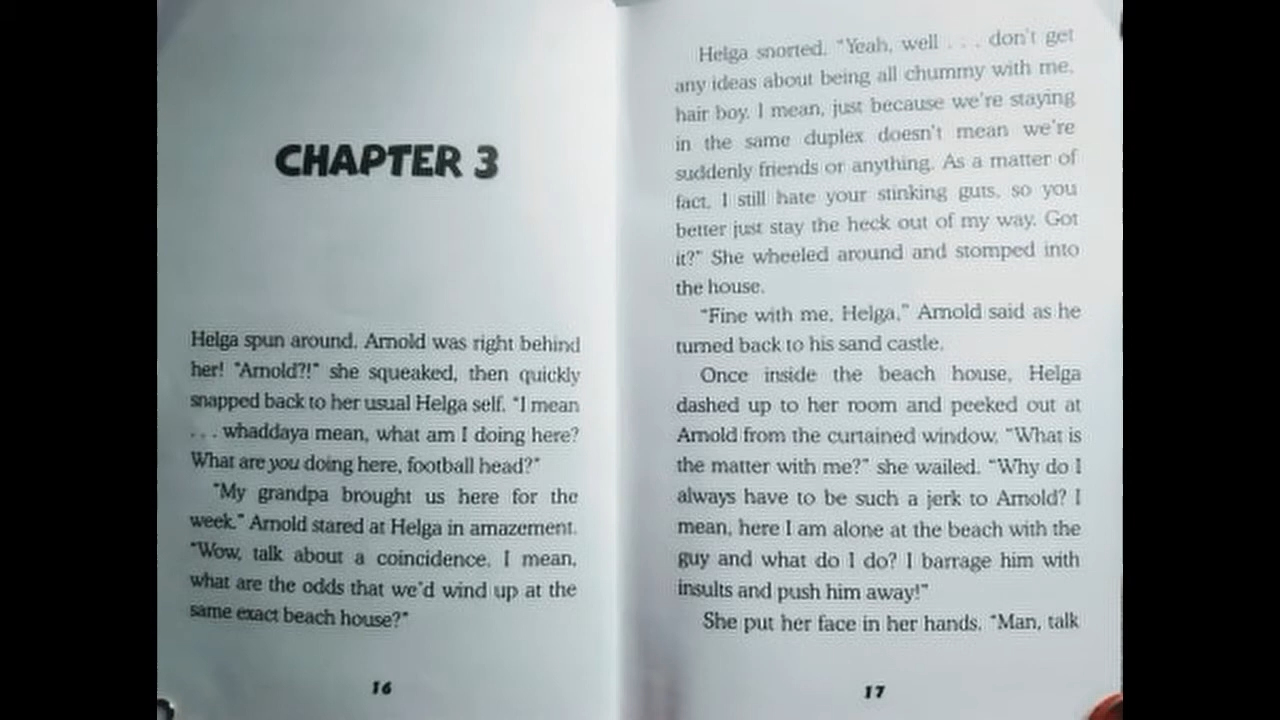 CHAPTER 3
Helga spun around. Arnold was right behind
her! "Arnold?!" she squeaked, then quickly
snapped back to her usual Helga self. "I mean
. . . whaddaya mean, what am I doing here?
What are you doing here, football head?"
"My grandpa brought us here for the
week." Arnold stared at Helga in amazement.
"Wow, talk about a coincidence. I mean,
what are the odds that we'd wind up at the
same exact beach house?"
16
Helga snorted. "Yeah, well . . . don't get
any ideas about being all chummy with me,
hair boy. I mean, just because we're staying
in the same duplex doesn't mean we're
suddenly friends or anything. As a matter of
fact, I still hate your stinking guts, so you
better just stay the heck out of my way. Got
it?" She wheeled around and stomped into
the house.
"Fine with me, Helga," Arnold said as he
turned back to his sand castle.
Once inside the beach house, Helga
dashed up to her room and peeked out at
Arnold from the curtained window. "What is
the matter with me?" she wailed. "Why do I
always have to be such a jerk to Arnold? I
mean, here I am alone at the beach with the
guy and what do I do? I barrage him with
insults and push him away!"
She put her face in her hands. "Man, talk
17